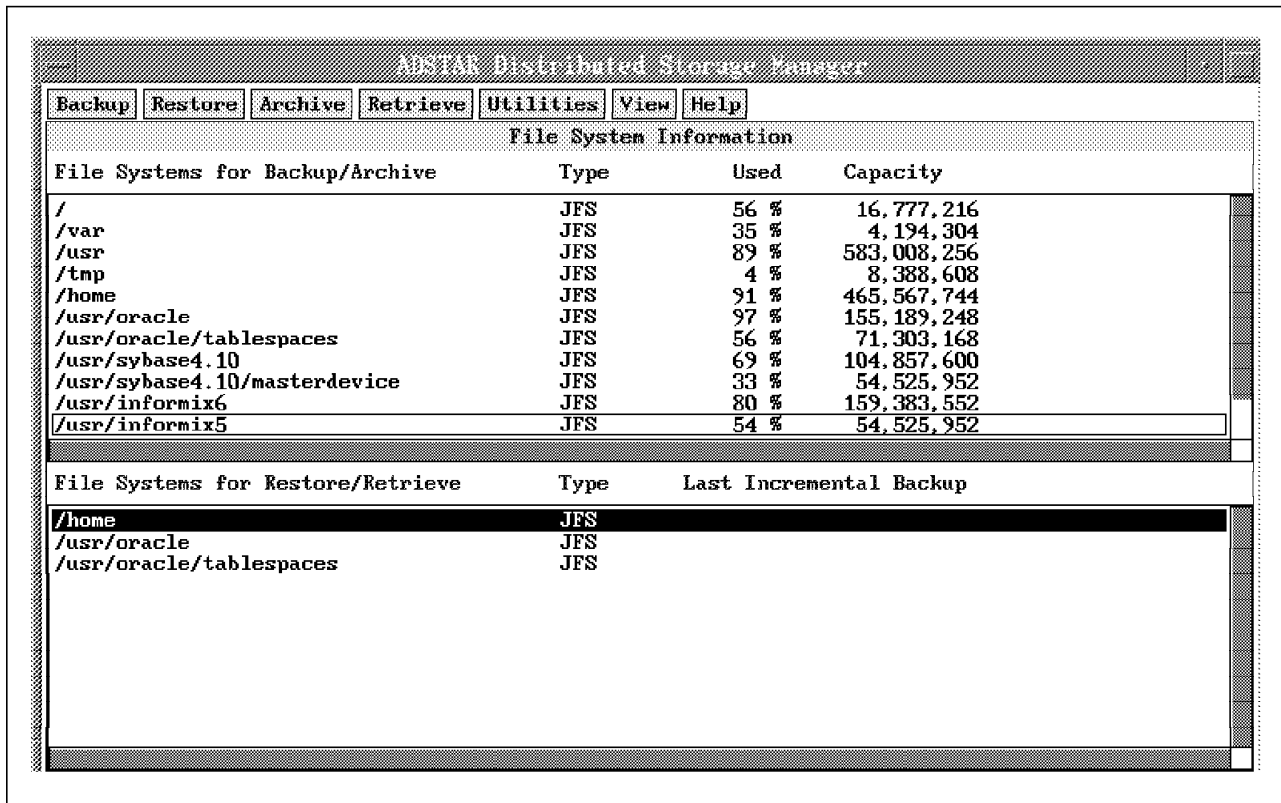 ADSTAR Distributed Storage Manager
Backup Restore Archive Retrieve Utilities View Help
File System Information
File Systems for Backup/Archive Type Used Capacity
/ JFS 56 % 16,777,216
/var JFS 35 % 4,194,304
/usr JFS 89 % 583,008,256
/tmp JFS 4 % 8,388,608
/home JFS 91 % 465,567,744
/usr/oracle JFS 97 % 155,189,248
/usr/oracle/tablespaces JFS 56 % 71,303,168
/usr/sybase4.10 JFS 69 % 104,857,600
/usr/sybase4.10/masterdevice JFS 33 % 54,525,952
/usr/informix6 JFS 80 % 159,383,552
/usr/informix5 JFS 54 % 54,525,952
File Systems for Restore/Retrieve Type Last Incremental Backup
/home JFS
/usr/oracle JFS
/usr/oracle/tablespaces JFS